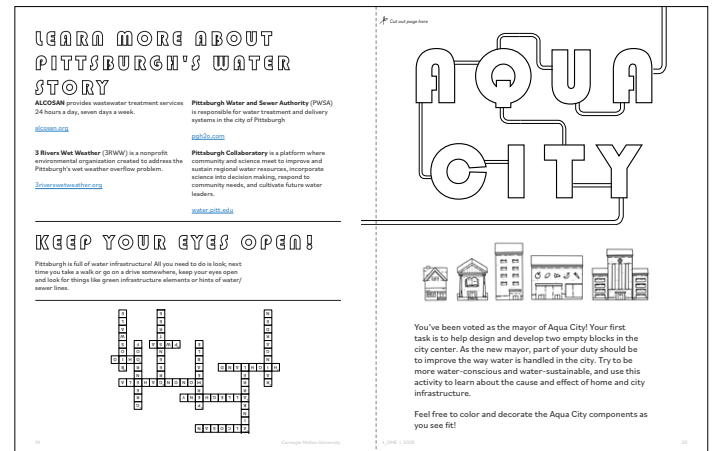 LEARN MORE ABOUT
PITTSBURGH'S WATER
STORY
ALCOSAN provides wastewater treatment services
24 hours a day, seven days a week.
alcosan.org
3 Rivers Wet Weather (3RWW) is a nonprofit
environmental organization created to address the
Pittsburgh's wet weather overflow problem.
3riverswetweather.org
Pittsburgh Water and Sewer Authority (PWSA)
is responsible for water treatment and delivery
systems in the city of Pittsburgh
pgh2o.com
Pittsburgh Collaboratory is a platform where
community and science meet to improve and
sustain regional water resources, incorporate
science into decision making, respond to
community needs, and cultivate future water
leaders.
water.pitt.edu
KEEP YOUR EYES OPEN!
Pittsburgh is full of water infrastructure! All you need to do is look; next
time you take a walk or go on a drive somewhere, keep your eyes open
and look for things like green infrastructure elements or hints of water/
sewer lines.
PWSA
OHIO
HIGHLAND
MONONGAHELA
ALLEGHENY
ALCOSAN
Carnegie Mellon University
Cut out page here
AQUA
CITY
You've been voted as the mayor of Aqua City! Your first
task is to help design and develop two empty blocks in the
city center. As the new mayor, part of your duty should be
to improve the way water is handled in the city. Try to be
more water-conscious and water-sustainable, and use this
activity to learn about the cause and effect of home and city
infrastructure.
Feel free to color and decorate the Aqua City components as
you see fit!
20